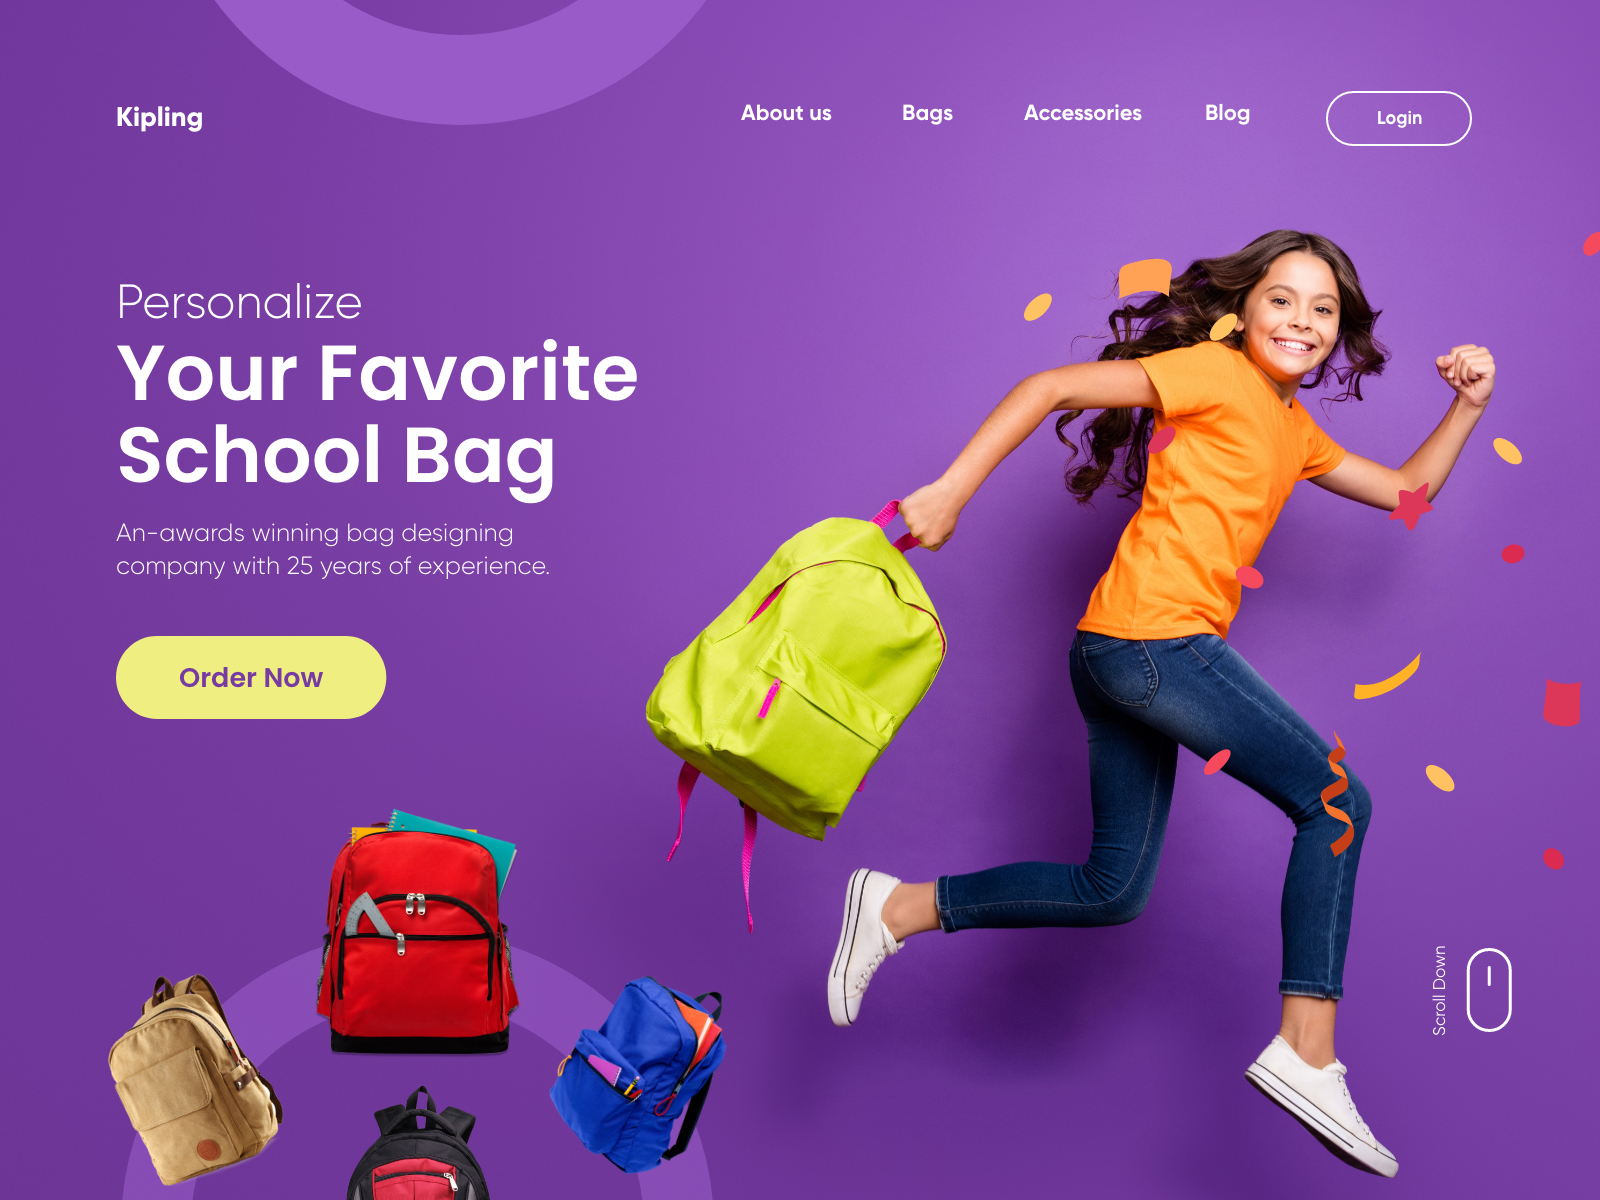 Kipling
About us
Bags
Accessories
Blog
Login
Personalize
Your Favorite
School Bag
An-awards winning bag designing
company with 25 years of experience.
Order Now
Scroll Down